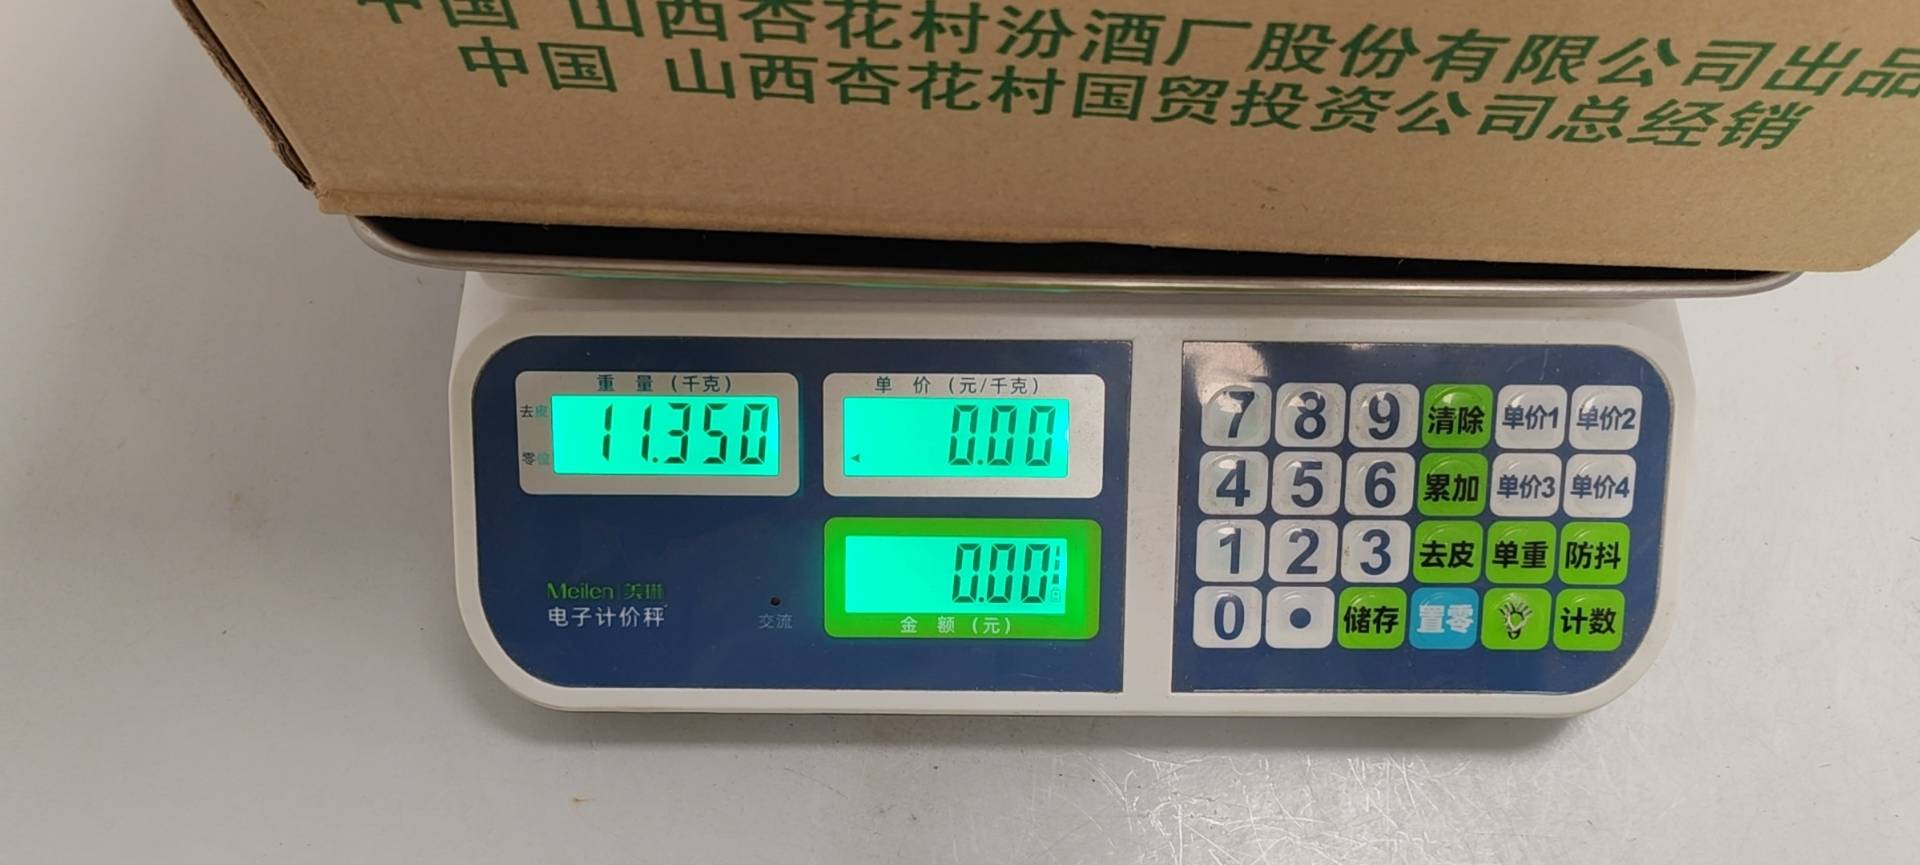 中国 山西杏花村汾酒厂股份有限公司出品
中国 山西杏花村国贸投资公司总经销
重 量 (千克)
去皮
零位
11.350
单 价 (元/千克)
0.00
0.00
金 额 (元)
Meilen 美琳
电子计价秤
交流
7 8 9 清除 单价1 单价2
4 5 6 累加 单价3 单价4
1 2 3 去皮 单重 防抖
0 • 储存 置零 计数